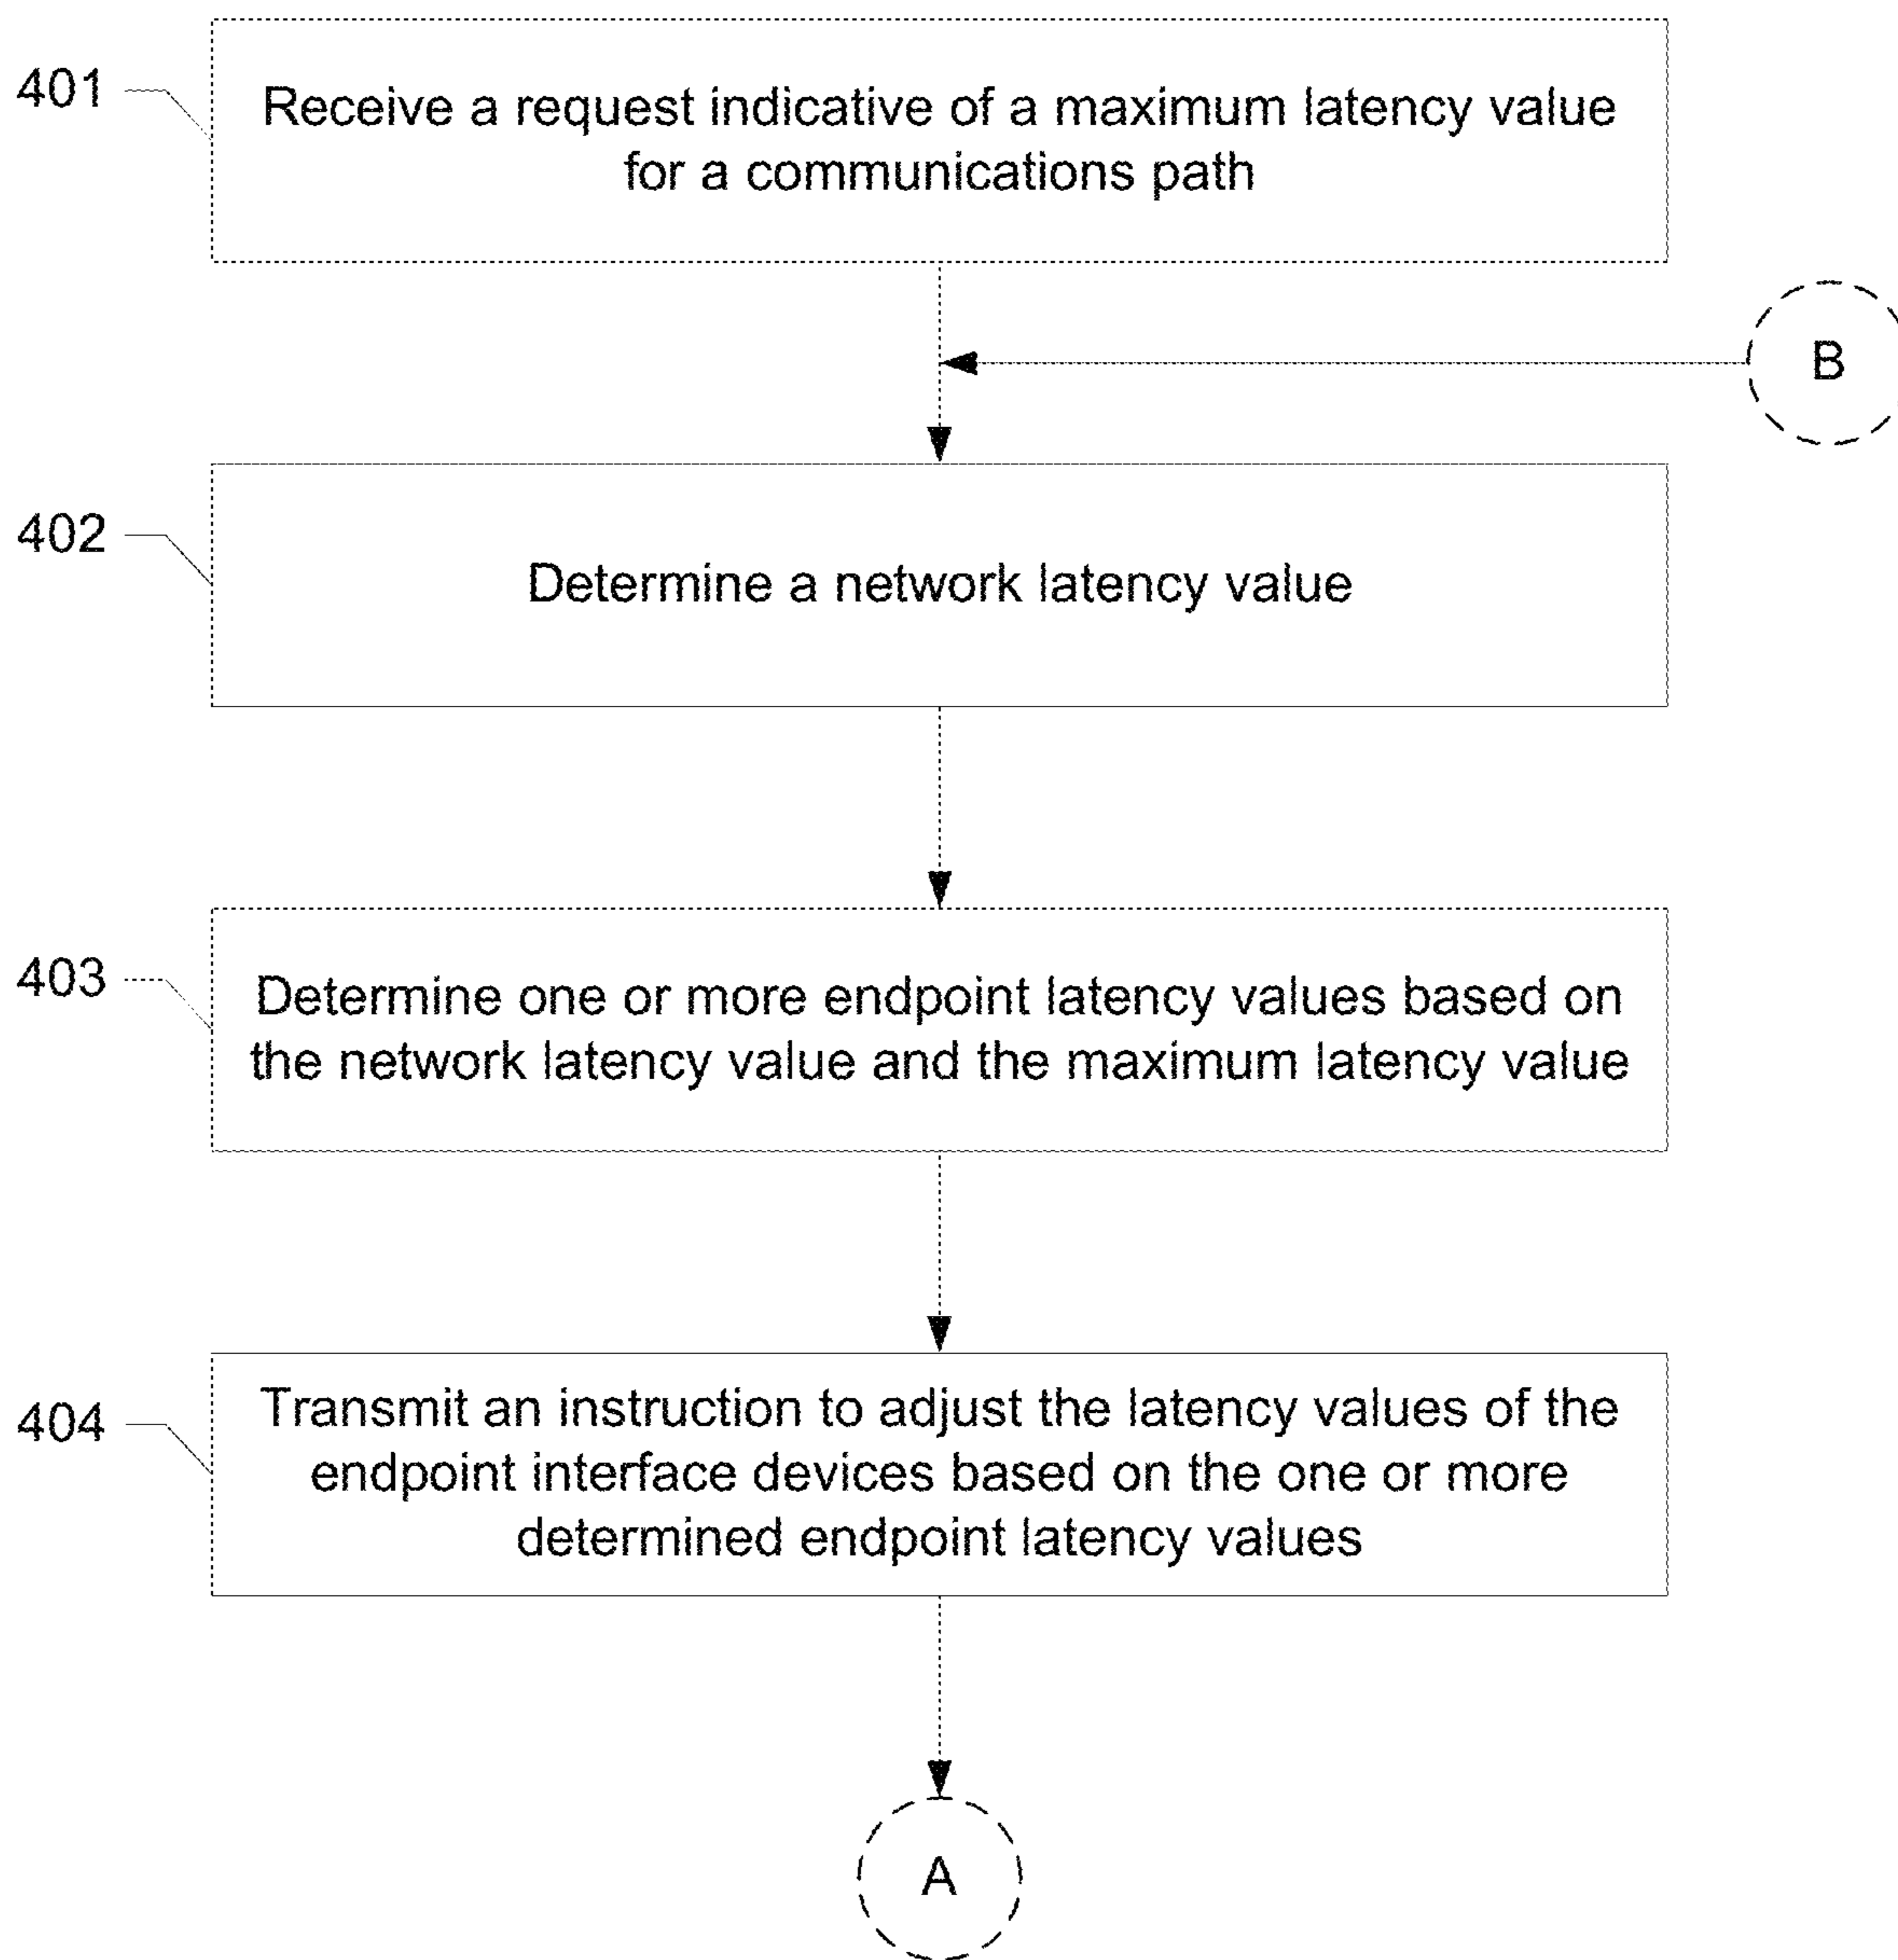 401
Receive a request indicative of a maximum latency value
for a communications path
B
402
Determine a network latency value
403
Determine one or more endpoint latency values based on
the network latency value and the maximum latency value
404
Transmit an instruction to adjust the latency values of the
endpoint interface devices based on the one or more
determined endpoint latency values
A